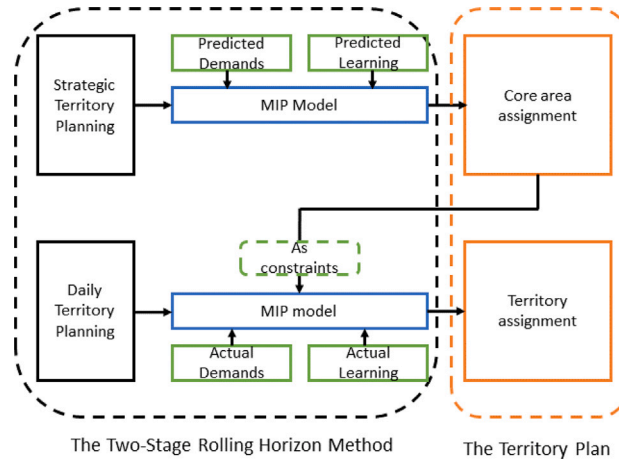 Predicted
Demands
Predicted
Learning
Strategic
Territory
Planning
MIP Model
Core area
assignment
As
constraints
Daily
Territory
Planning
MIP model
Territory
assignment
Actual
Demands
Actual
Learning
The Two-Stage Rolling Horizon Method
The Territory Plan